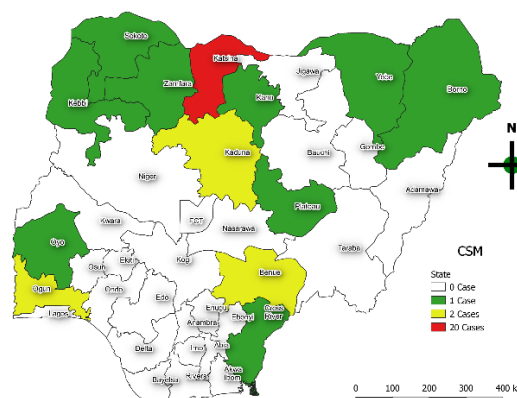 Sokoto
Katsina
Jigawa
Yobe
Borno
Zamfara
Kano
Kebbi
Kaduna
Bauchi
Gombe
Niger
Adamawa
Plateau
Kwara
FCT
Nasarawa
Taraba
Oyo
Ekiti
Kogi
Osun
Benue
Ogun
Ondo
Edo
Lagos
Enugu
Ebonyi
Cross
River
Anambra
Delta
Imo
Abia
Akwa
Ibom
Rivers
Bayelsa
N
CSM
State
0 Case
1 Case
2 Cases
20 Cases
0 100 200 300 400 k